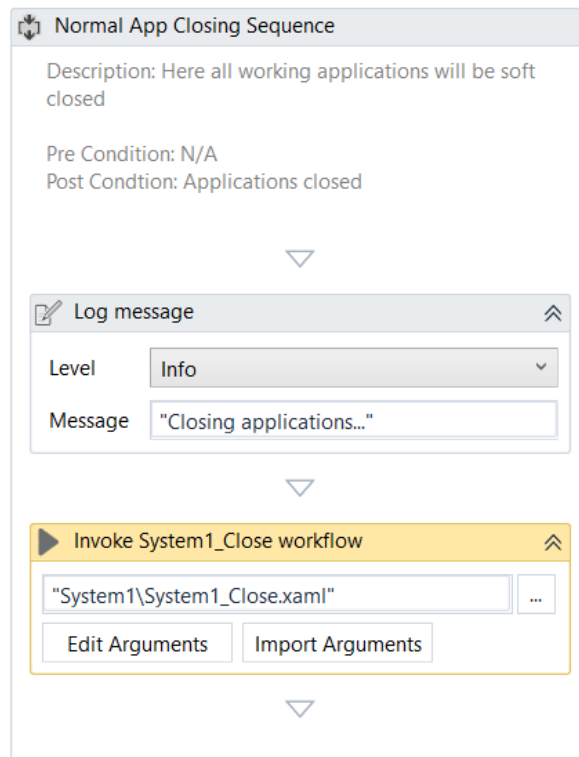 Normal App Closing Sequence
Description: Here all working applications will be soft
closed
Pre Condition: N/A
Post Condtion: Applications closed
Log message
Level
Info
Message
"Closing applications..."
Invoke System1_Close workflow
"System1\System1_Close.xaml"
...
Edit Arguments
Import Arguments